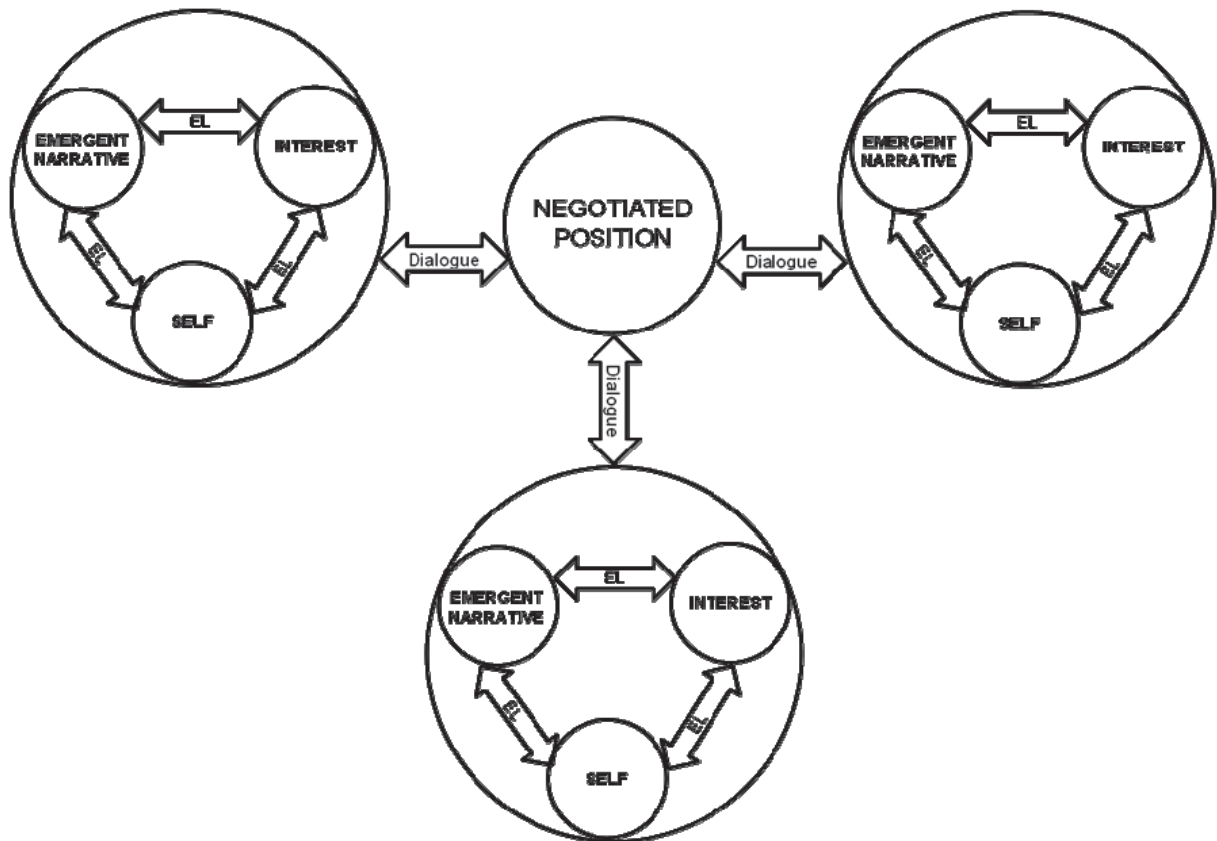 EL
EMERGENT
NARRATIVE
INTEREST
EL
EL
SELF
Dialogue
NEGOTIATED
POSITION
Dialogue
EL
EMERGENT
NARRATIVE
INTEREST
EL
EL
SELF
Dialogue
EL
EMERGENT
NARRATIVE
INTEREST
EL
EL
SELF